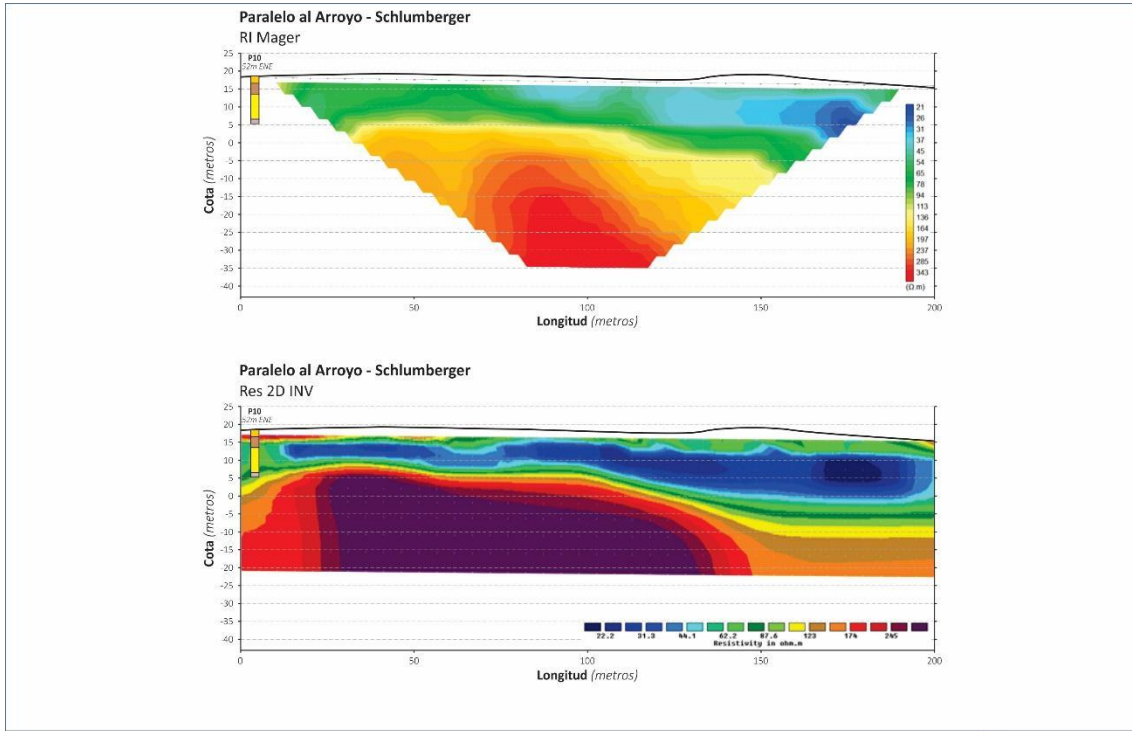 Paralelo al Arroyo - Schlumberger
RI Mager
25
20
15
10
5
0
-5
-10
-15
-20
-25
-30
-35
-40
Cota (metros)
P10
52m ENE
21
26
31
37
45
54
65
78
94
113
136
164
197
237
285
343
(Ω m)
0 50 100 150 200
Longitud (metros)
Paralelo al Arroyo - Schlumberger
Res 2D INV
25
20
15
10
5
0
-5
-10
-15
-20
-25
-30
-35
-40
Cota (metros)
P10
52m ENE
22.2 31.3 44.1 62.2 87.6 123 174 245
Resistivity in ohm.m
0 50 100 150 200
Longitud (metros)